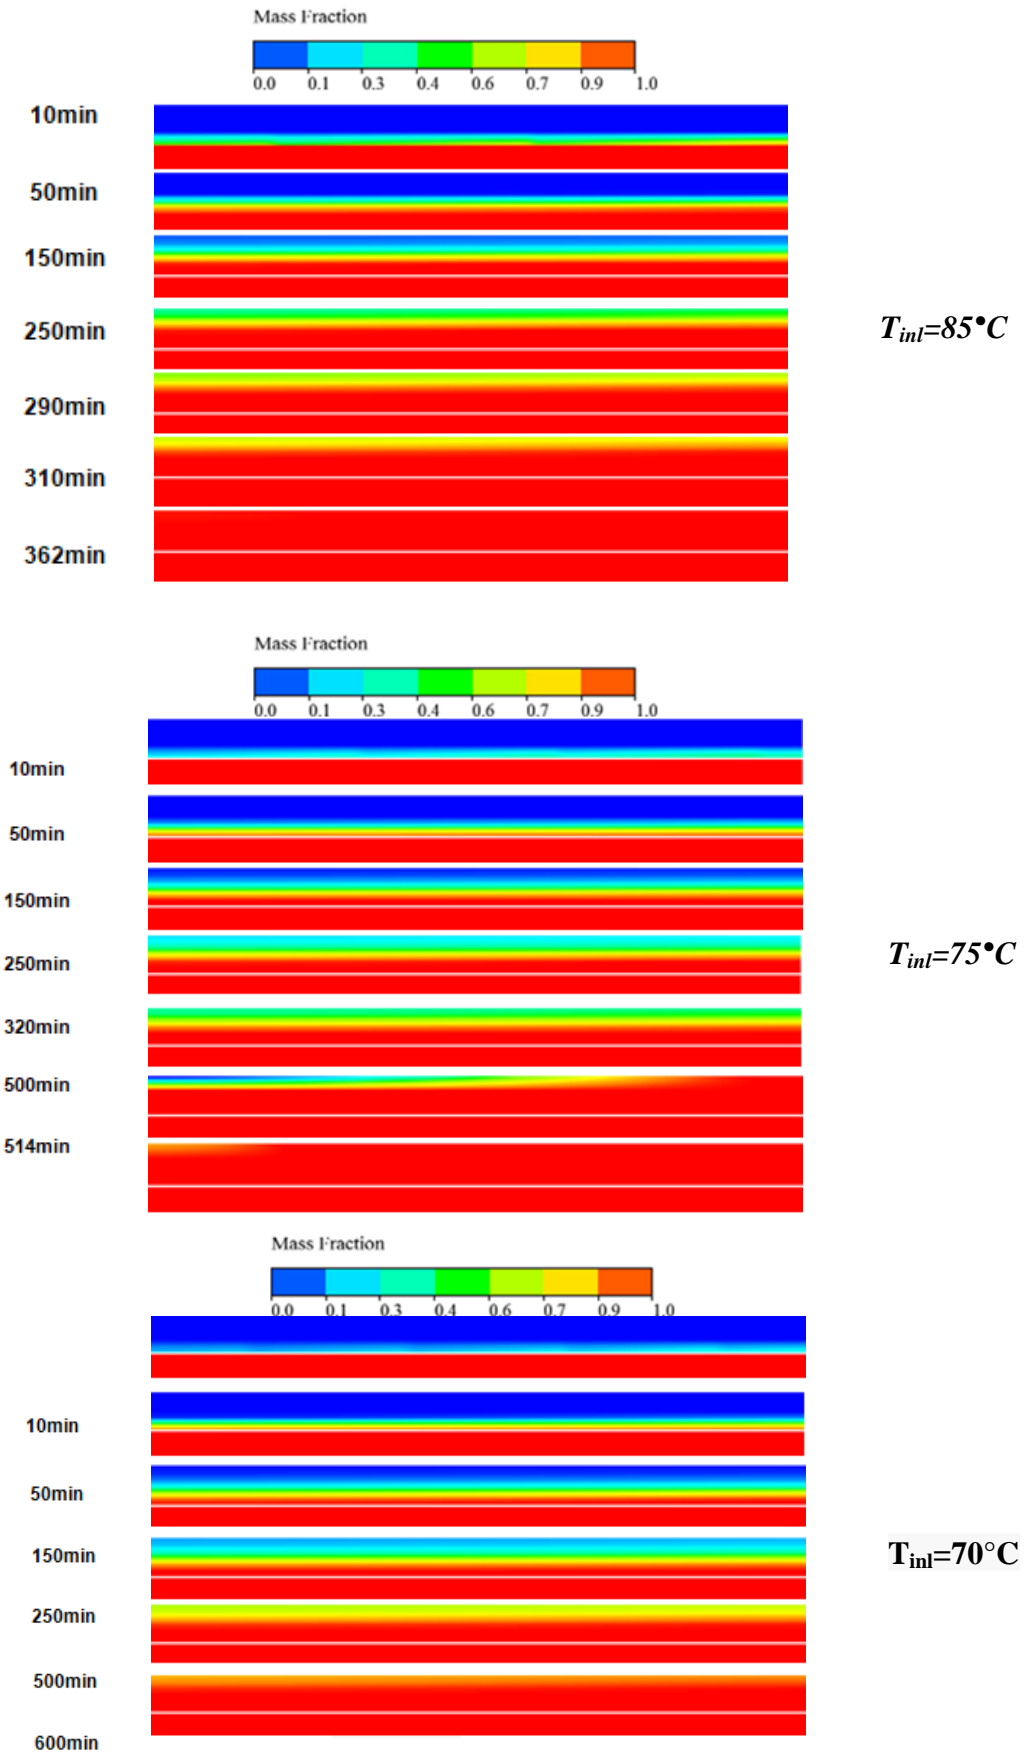 Mass Fraction
0.0 0.1 0.3 0.4 0.6 0.7 0.9 1.0
10min
50min
150min
250min
T_inl=85•C
290min
310min
362min
Mass Fraction
0.0 0.1 0.3 0.4 0.6 0.7 0.9 1.0
10min
50min
150min
250min
T_inl=75•C
320min
500min
514min
Mass Fraction
0.0 0.1 0.3 0.4 0.6 0.7 0.9 1.0
10min
50min
150min
T_inl=70°C
250min
500min
600min